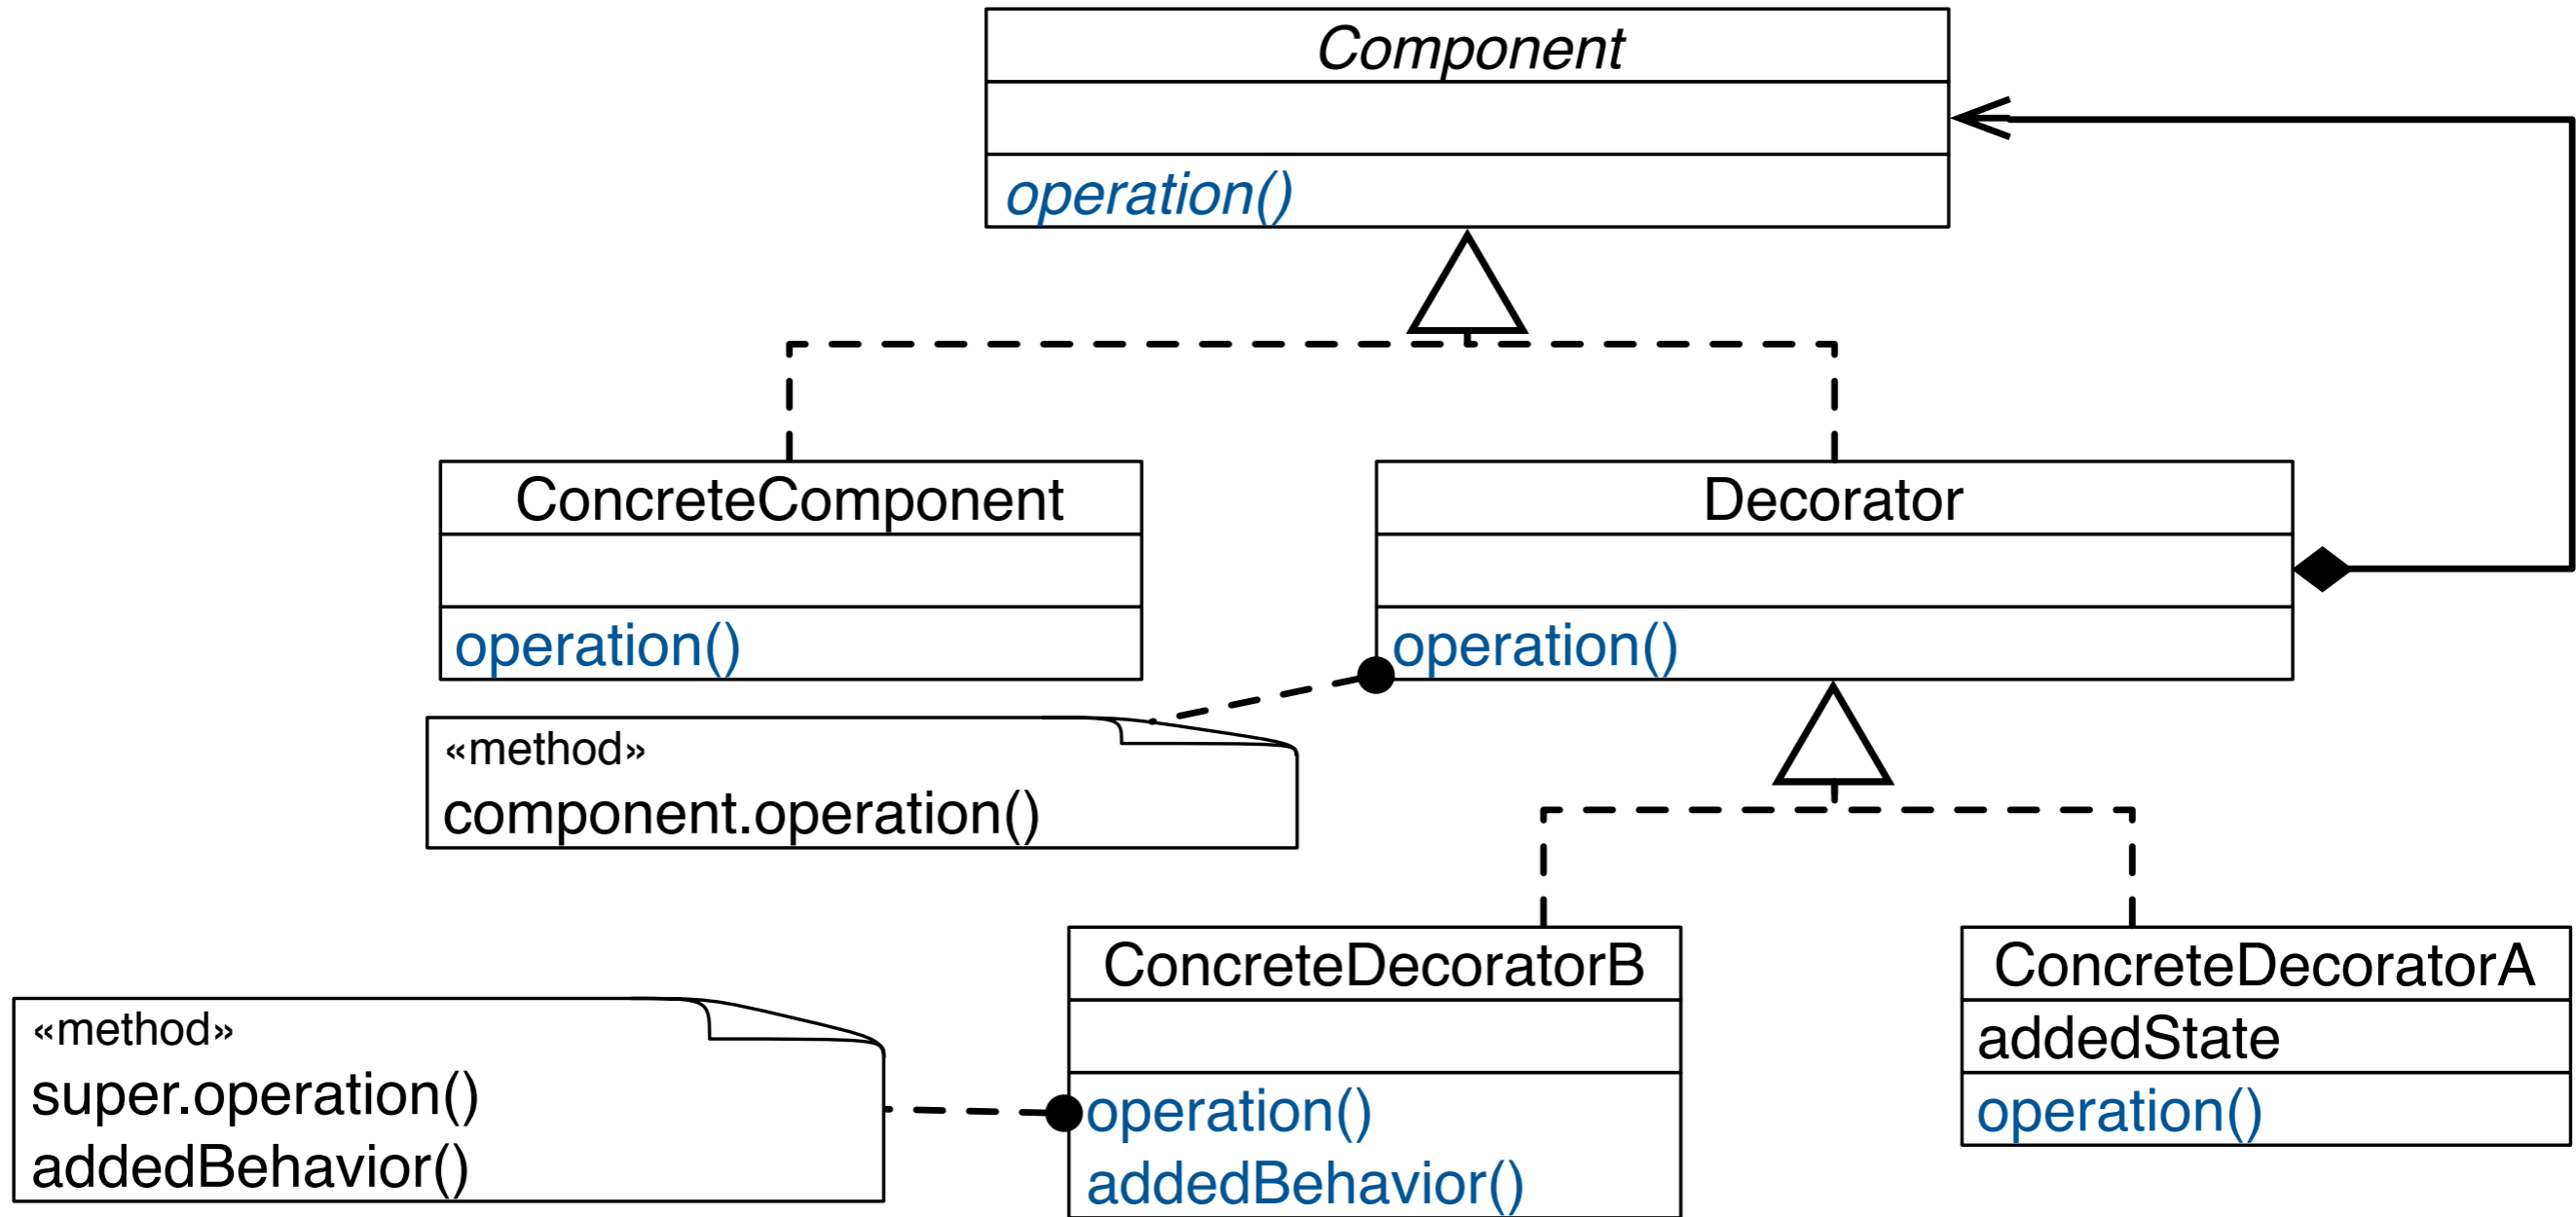 Component
operation()
ConcreteComponent
operation()
Decorator
operation()
«method»
component.operation()
ConcreteDecoratorB
operation()
addedBehavior()
ConcreteDecoratorA
addedState
operation()
«method»
super.operation()
addedBehavior()